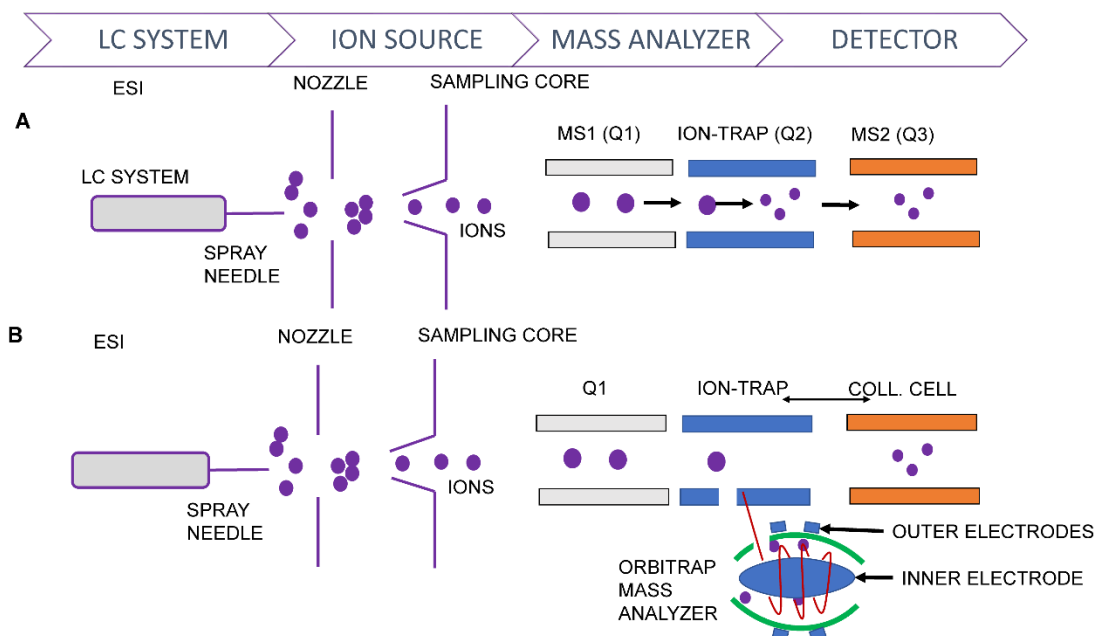 LC SYSTEM
ION SOURCE
MASS ANALYZER
DETECTOR
ESI
NOZZLE
SAMPLING CORE
A
MS1 (Q1)
ION-TRAP (Q2)
MS2 (Q3)
LC SYSTEM
IONS
SPRAY
NEEDLE
B
ESI
NOZZLE
SAMPLING CORE
Q1
ION-TRAP
COLL. CELL
IONS
SPRAY
NEEDLE
OUTER ELECTRODES
ORBITRAP
MASS
ANALYZER
INNER ELECTRODE